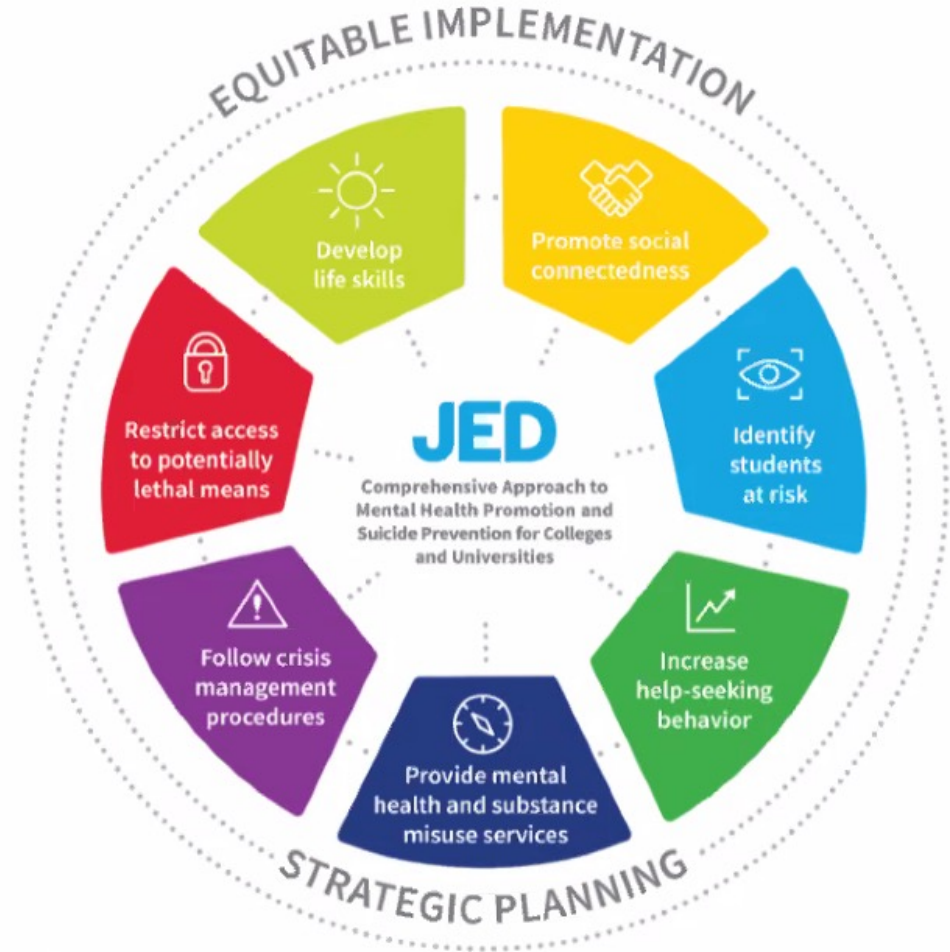 EQUITABLE IMPLEMENTATION
Develop
life skills
Promote social
connectedness
Identify
students
at risk
Increase
help-seeking
behavior
Provide mental
health and substance
misuse services
Follow crisis
management
procedures
Restrict access
to potentially
lethal means
JED
Comprehensive Approach to
Mental Health Promotion and
Suicide Prevention for Colleges
and Universities
STRATEGIC PLANNING